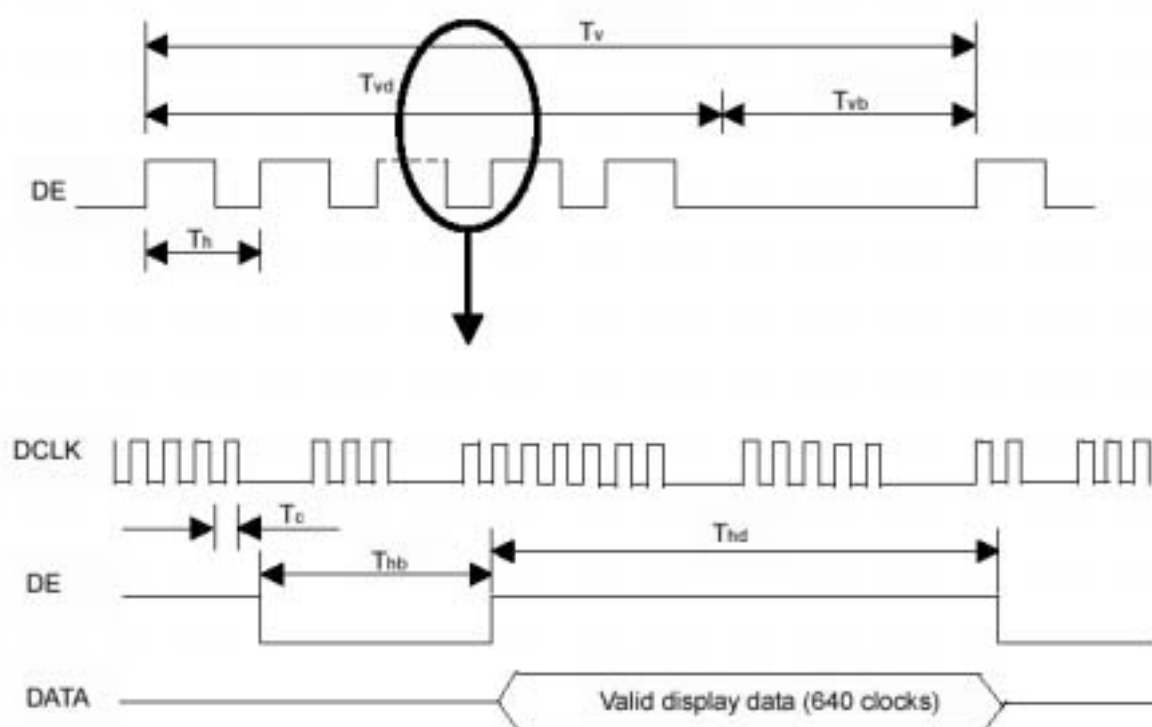 Tv
Tvd
Tvb
DE
Th
DCLK
Tc
Thd
Thb
DE
DATA
Valid display data (640 clocks)